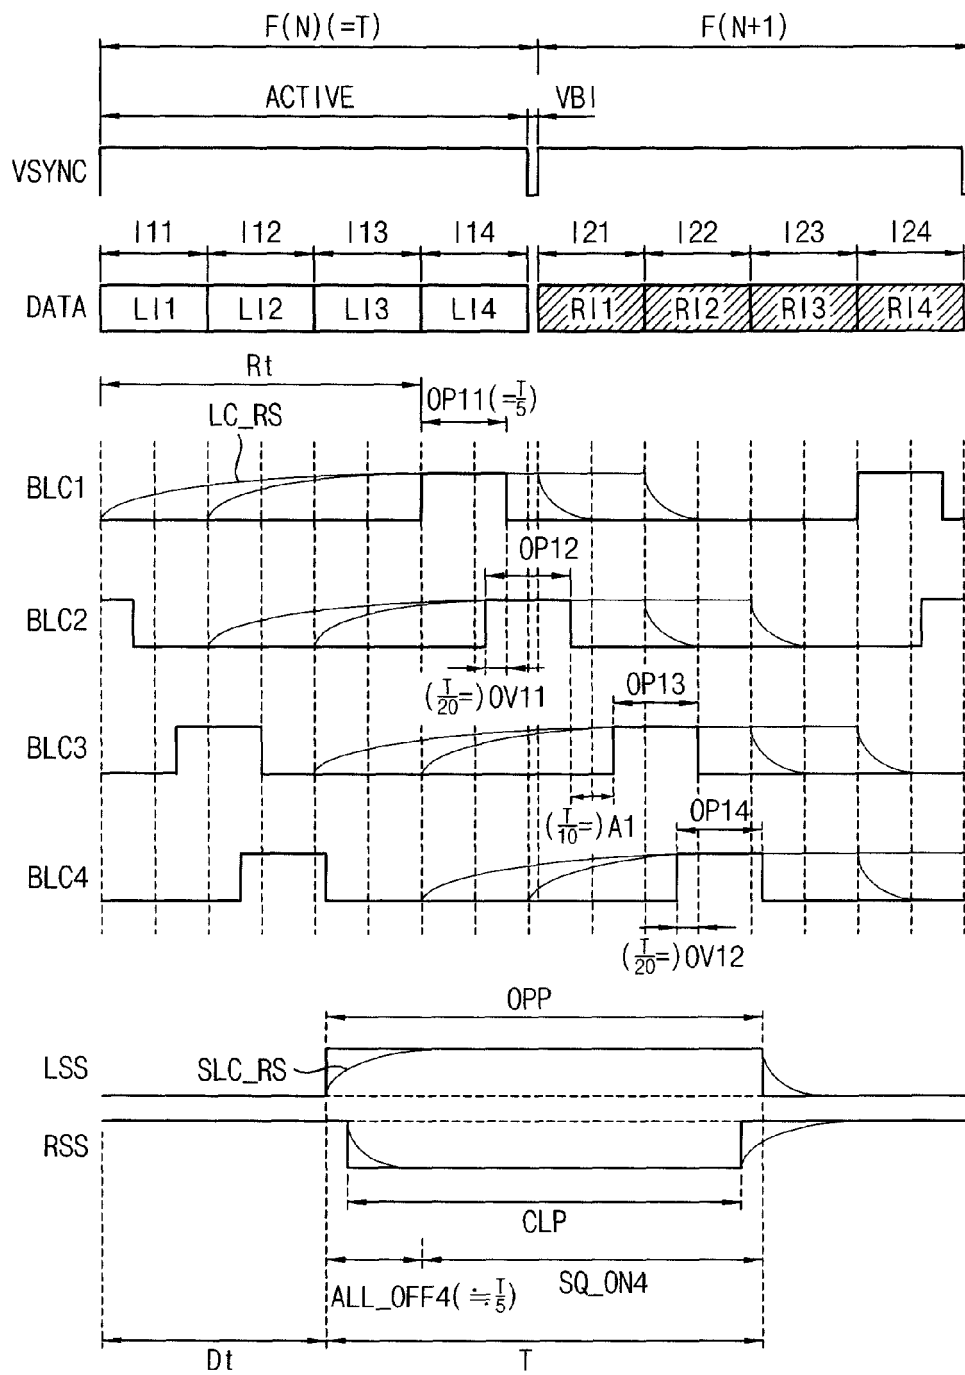 F(N)(=T) F(N+1)
ACTIVE VBI
VSYNC
I11 I12 I13 I14 I21 I22 I23 I24
DATA LI1 LI2 LI3 LI4 RI1 RI2 RI3 RI4
Rt
OP11(=T/5)
LC_RS
BLC1
OP12
BLC2
(T/20=)OV11
OP13
BLC3
(T/10=)A1
OP14
BLC4
(T/20=)OV12
OPP
LSS SLC_RS
RSS
CLP
ALL_OFF4(≒T/5) SQ_ON4
Dt T